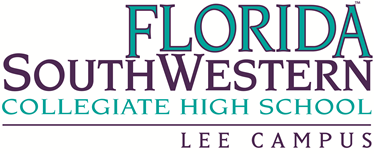 FLORIDA™
SOUTHWESTERN
COLLEGIATE HIGH SCHOOL
LEE CAMPUS